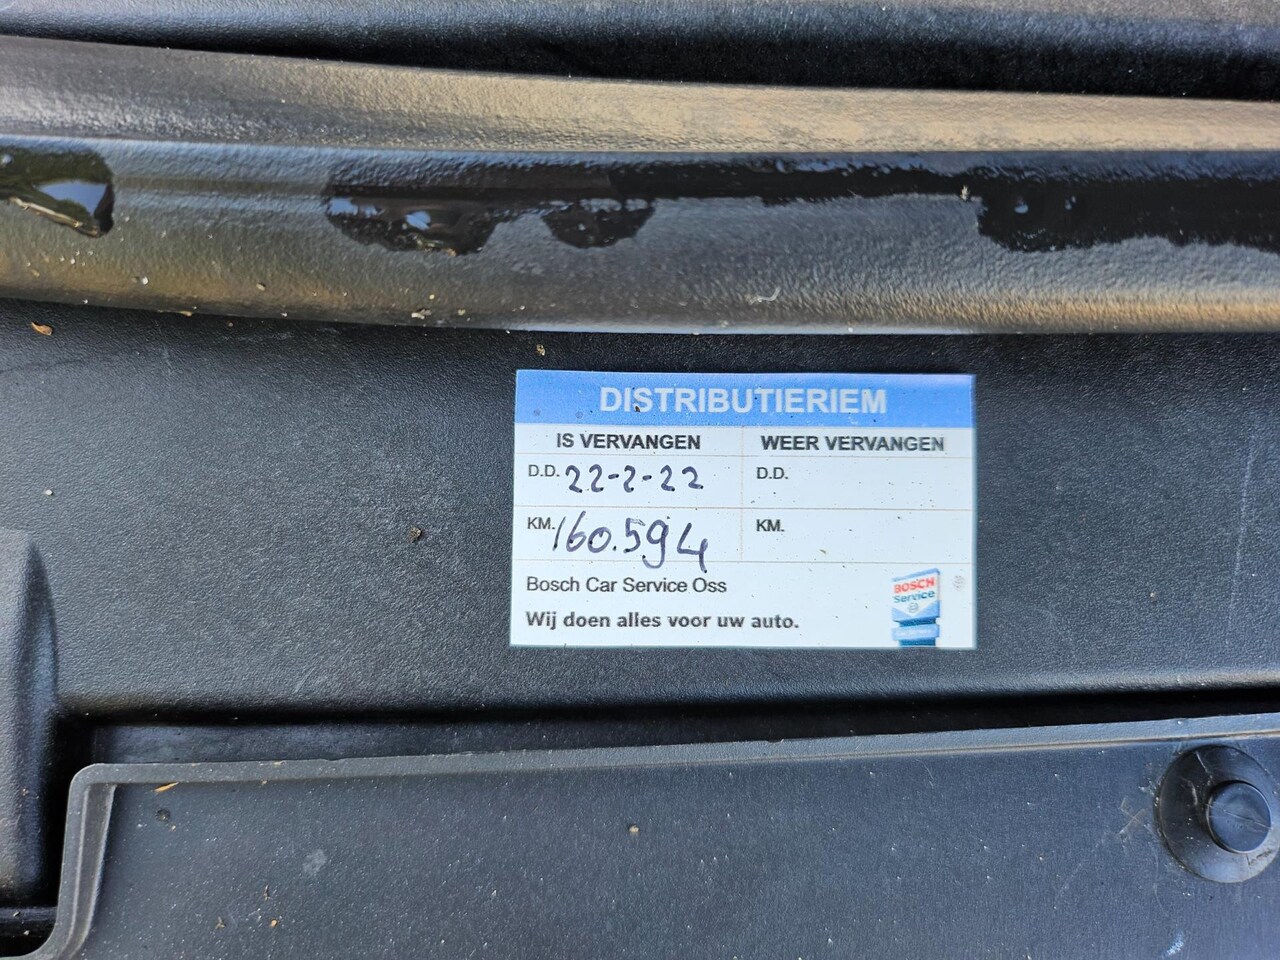 DISTRIBUTIERIEM
IS VERVANGEN WEER VERVANGEN
D.D. 22-2-22 D.D.
KM. 160.594 KM.
Bosch Car Service Oss
Wij doen alles voor uw auto.
BOSCH
Service